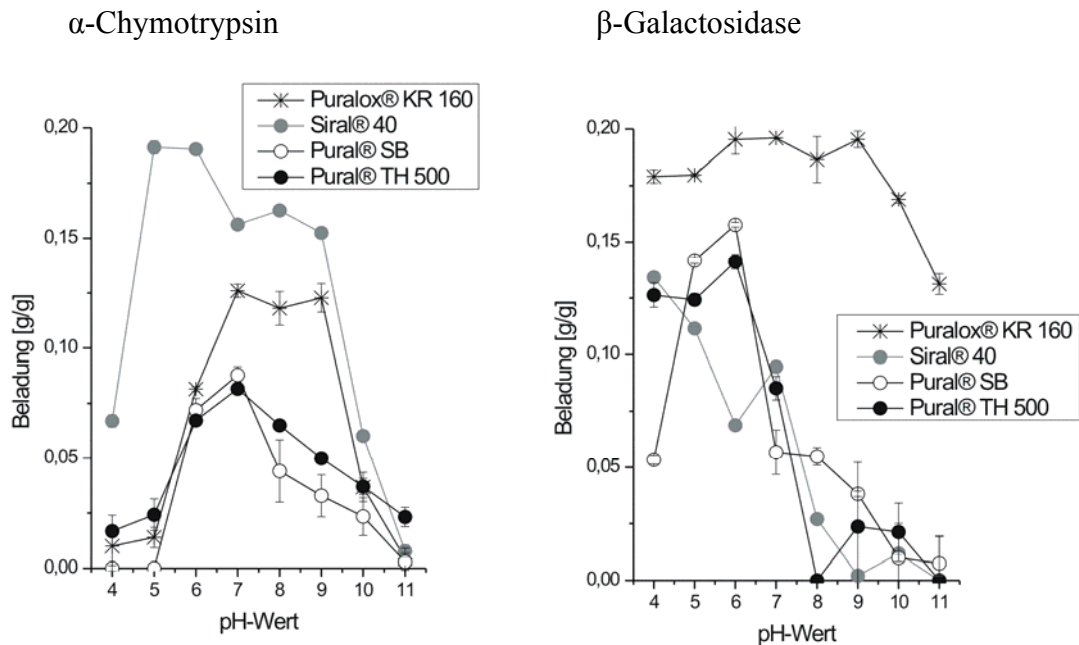 α-Chymotrypsin
Puralox® KR 160
Siral® 40
Pural® SB
Pural® TH 500
0,20
0,15
0,10
0,05
0,00
Beladung [g/g]
4 5 6 7 8 9 10 11
pH-Wert
β-Galactosidase
0,20
0,15
0,10
0,05
0,00
Beladung [g/g]
Puralox® KR 160
Siral® 40
Pural® SB
Pural® TH 500
4 5 6 7 8 9 10 11
pH-Wert